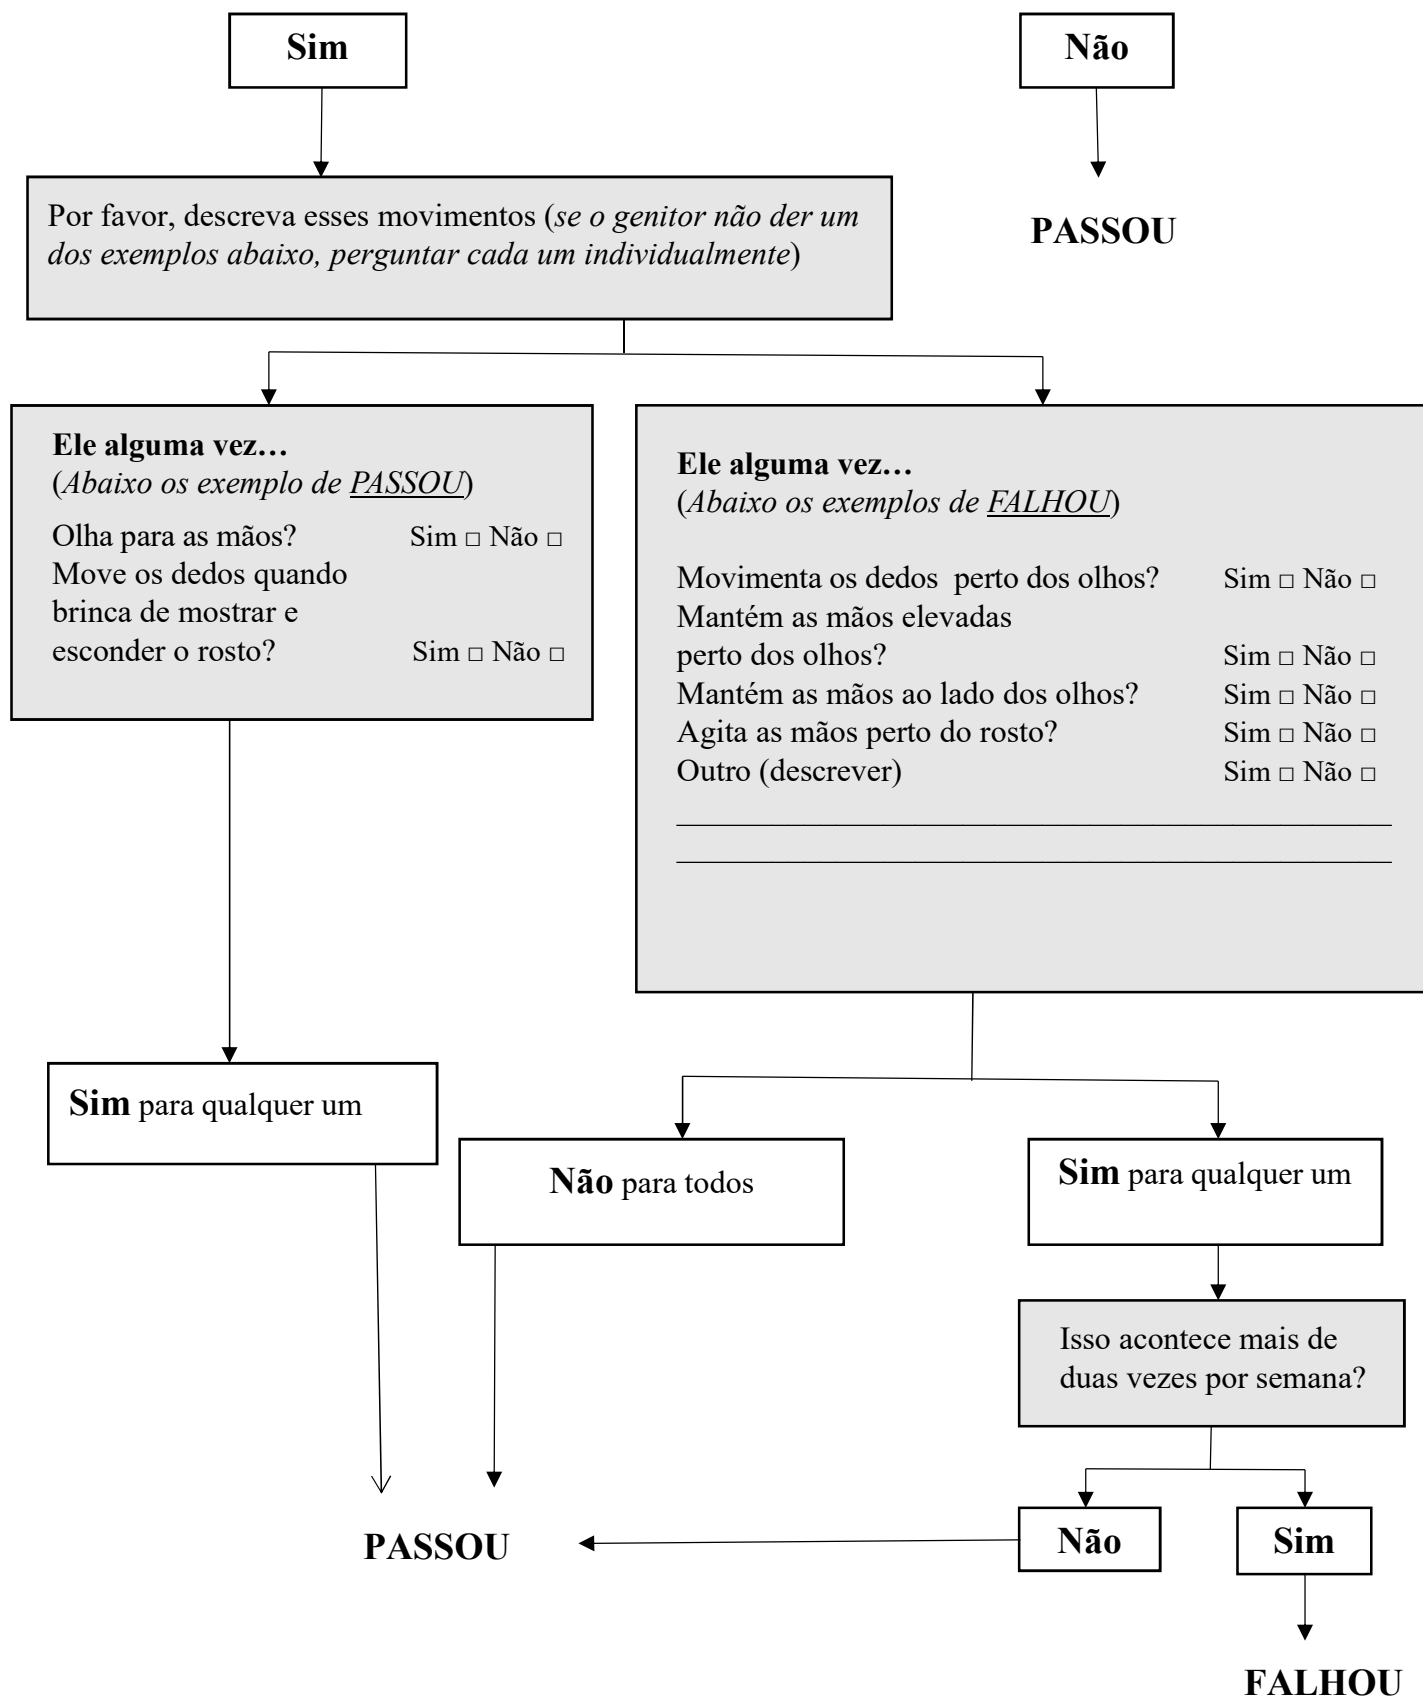 Sim
Não
Por favor, descreva esses movimentos (se o genitor não der um
dos exemplos abaixo, perguntar cada um individualmente)
PASSOU
Ele alguma vez…
(Abaixo os exemplo de PASSOU)
Olha para as mãos? Sim □ Não □
Move os dedos quando
brinca de mostrar e
esconder o rosto? Sim □ Não □
Ele alguma vez…
(Abaixo os exemplos de FALHOU)
Movimenta os dedos perto dos olhos? Sim □ Não □
Mantém as mãos elevadas
perto dos olhos? Sim □ Não □
Mantém as mãos ao lado dos olhos? Sim □ Não □
Agita as mãos perto do rosto? Sim □ Não □
Outro (descrever) Sim □ Não □
Sim para qualquer um
Não para todos
Sim para qualquer um
Isso acontece mais de
duas vezes por semana?
PASSOU
Não
Sim
FALHOU